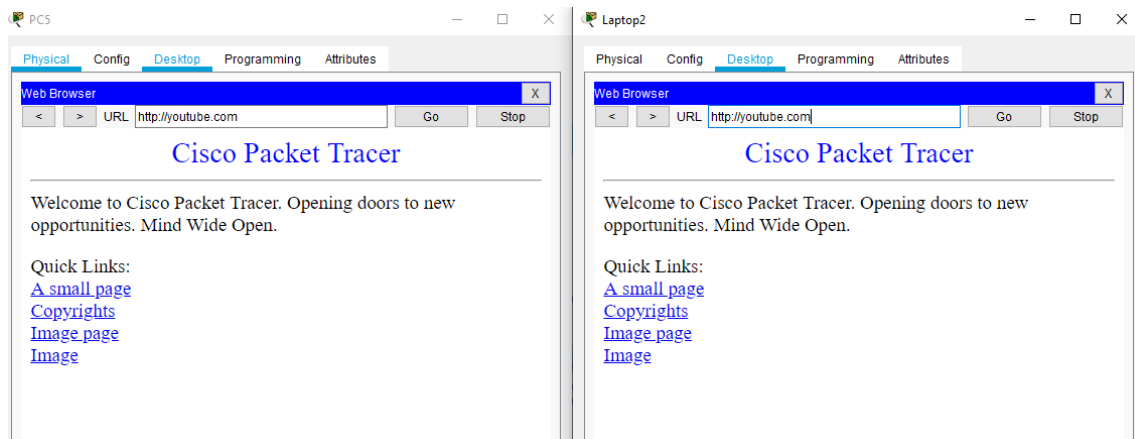 PC5
Physical Config Desktop Programming Attributes
Web Browser X
< > URL http://youtube.com Go Stop
Cisco Packet Tracer
Welcome to Cisco Packet Tracer. Opening doors to new
opportunities. Mind Wide Open.
Quick Links:
A small page
Copyrights
Image page
Image
Laptop2
Physical Config Desktop Programming Attributes
Web Browser X
< > URL http://youtube.com Go Stop
Cisco Packet Tracer
Welcome to Cisco Packet Tracer. Opening doors to new
opportunities. Mind Wide Open.
Quick Links:
A small page
Copyrights
Image page
Image